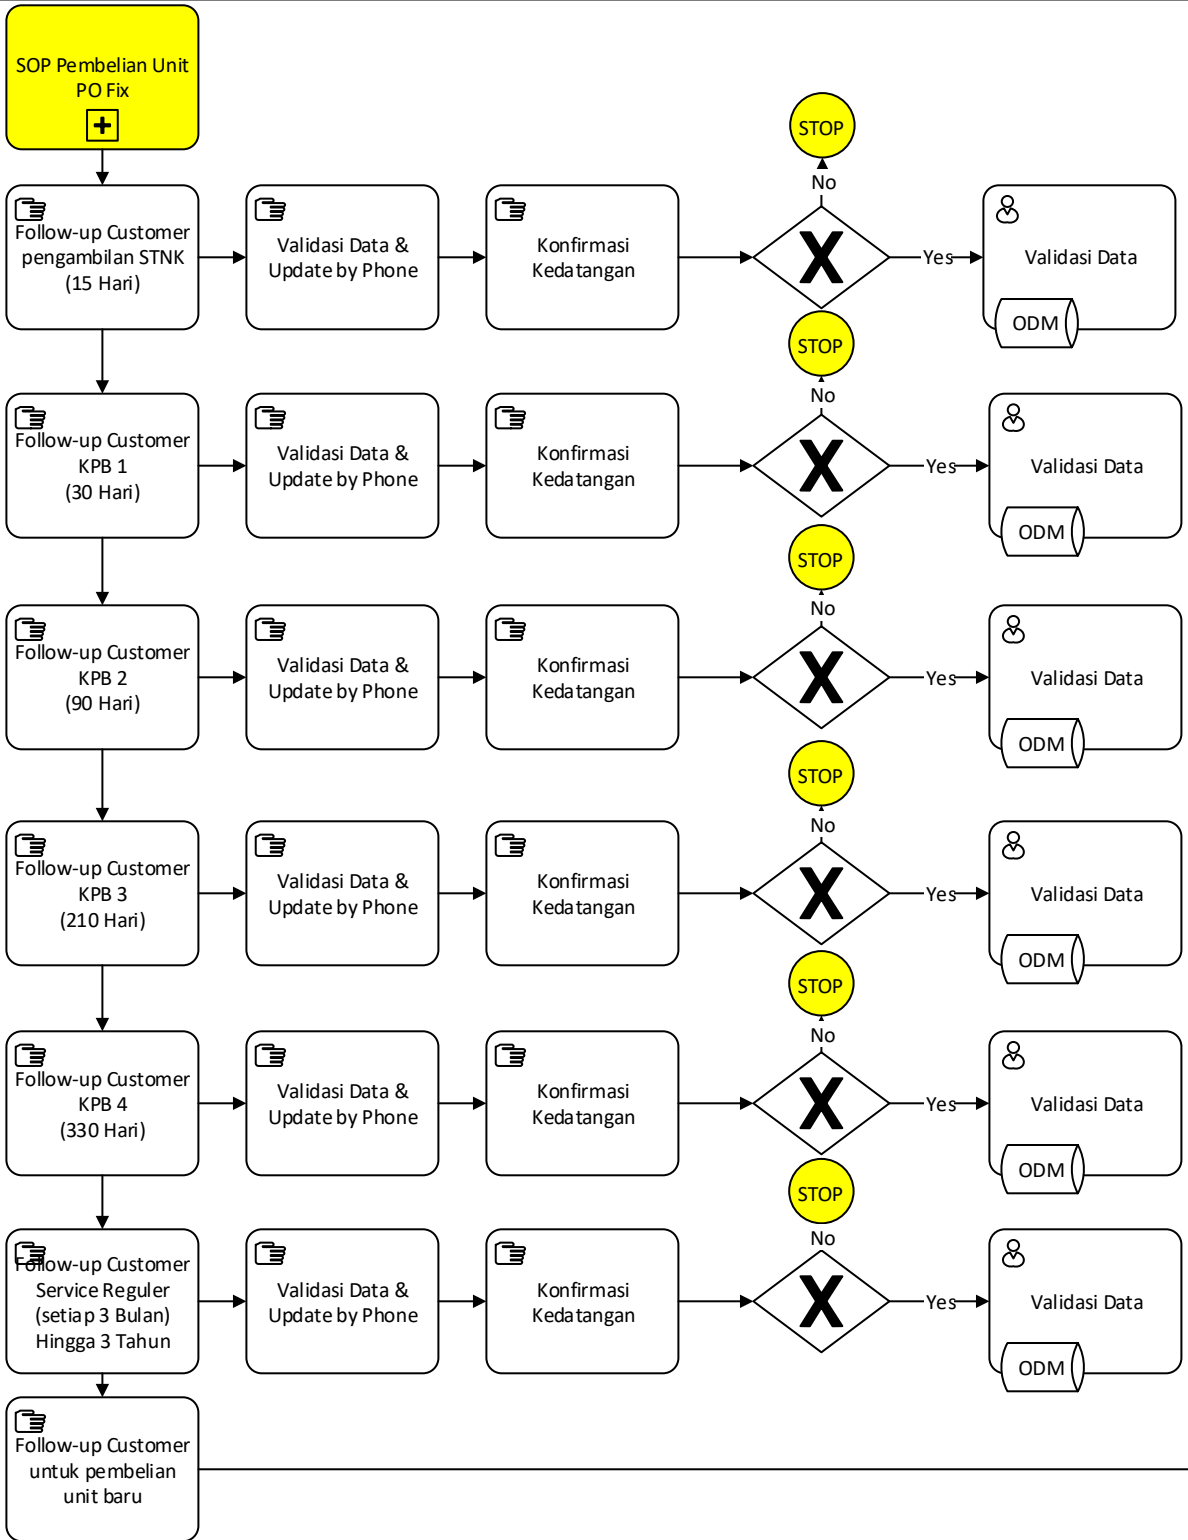 SOP Pembelian Unit
PO Fix
STOP
No
Follow-up Customer
pengambilan STNK
(15 Hari)
Validasi Data &
Update by Phone
Konfirmasi
Kedatangan
X
Yes
Validasi Data
ODM
STOP
No
Follow-up Customer
KPB 1
(30 Hari)
Validasi Data &
Update by Phone
Konfirmasi
Kedatangan
X
Yes
Validasi Data
ODM
STOP
No
Follow-up Customer
KPB 2
(90 Hari)
Validasi Data &
Update by Phone
Konfirmasi
Kedatangan
X
Yes
Validasi Data
ODM
STOP
No
Follow-up Customer
KPB 3
(210 Hari)
Validasi Data &
Update by Phone
Konfirmasi
Kedatangan
X
Yes
Validasi Data
ODM
STOP
No
Follow-up Customer
KPB 4
(330 Hari)
Validasi Data &
Update by Phone
Konfirmasi
Kedatangan
X
Yes
Validasi Data
ODM
STOP
No
Follow-up Customer
Service Reguler
(setiap 3 Bulan)
Hingga 3 Tahun
Validasi Data &
Update by Phone
Konfirmasi
Kedatangan
X
Yes
Validasi Data
ODM
Follow-up Customer
untuk pembelian
unit baru